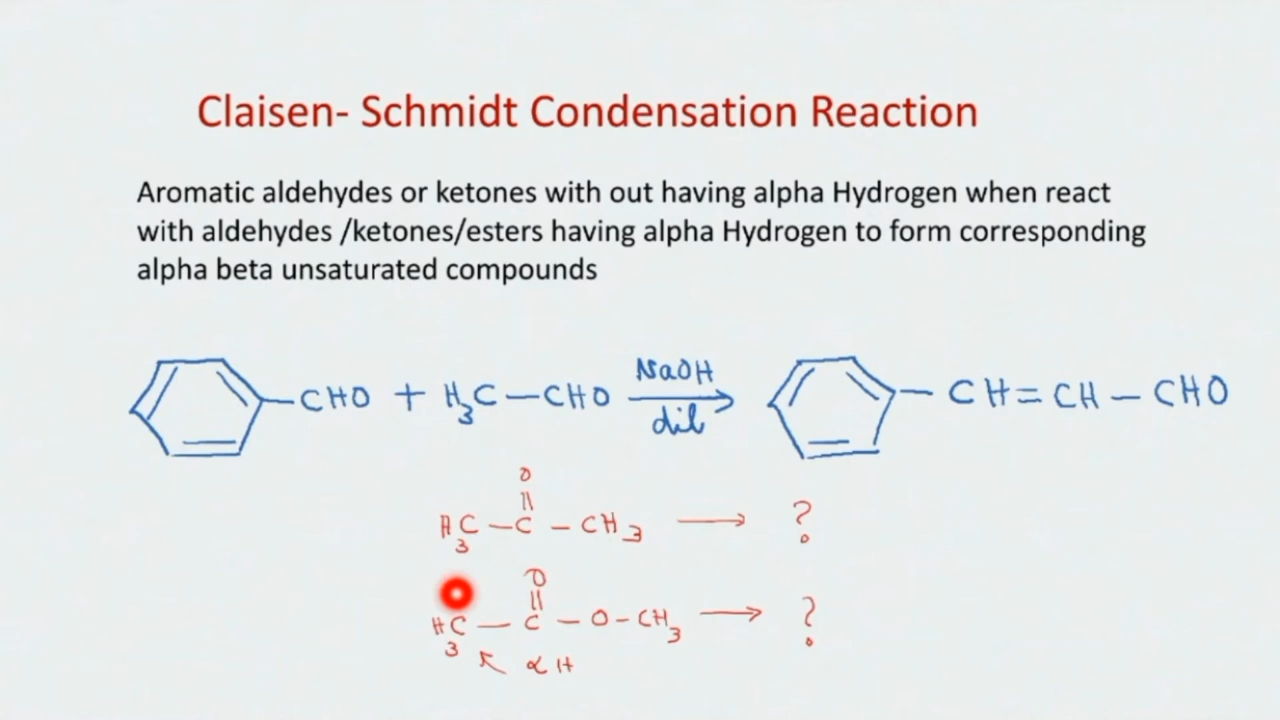 Claisen- Schmidt Condensation Reaction
Aromatic aldehydes or ketones with out having alpha Hydrogen when react
with aldehydes /ketones/esters having alpha Hydrogen to form corresponding
alpha beta unsaturated compounds
-CHO + H3C-CHO NaOH dil → - CH=CH-CHO
O
||
H3C-C-CH3 → ?
O
||
H3C-C-O-CH3 → ?
αH